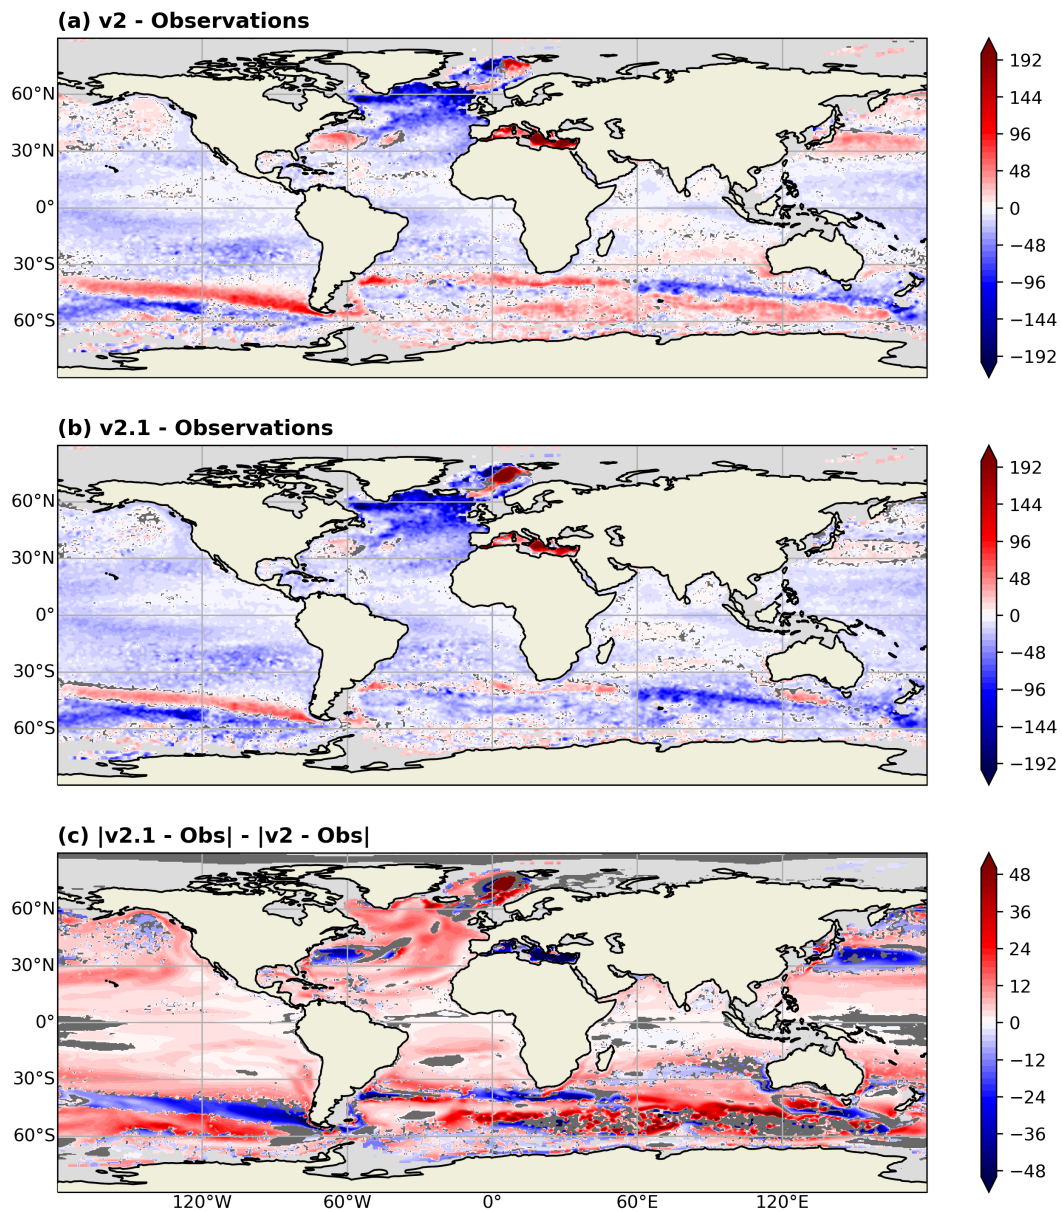 (a) v2 - Observations
60°N
30°N
0°
30°S
60°S
192
144
96
48
0
−48
−96
−144
−192
(b) v2.1 - Observations
60°N
30°N
0°
30°S
60°S
192
144
96
48
0
−48
−96
−144
−192
(c) |v2.1 - Obs| - |v2 - Obs|
60°N
30°N
0°
30°S
60°S
48
36
24
12
0
−12
−24
−36
−48
120°W 60°W 0° 60°E 120°E